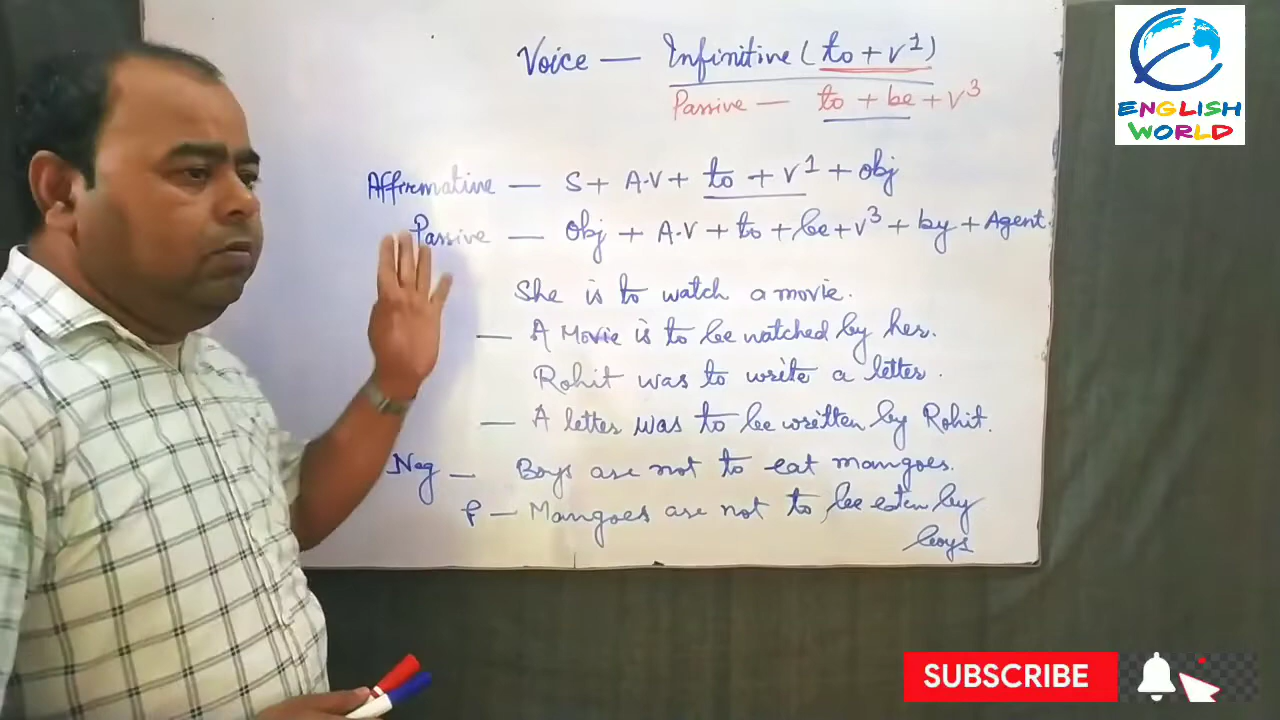 Voice — Infinitive (to + v¹)
Passive — to + be + v³
ENGLISH
WORLD
Affirmative — S + A.V + to + v¹ + obj
Passive — Obj + A.V + to + be + v³ + by + Agent.
She is to watch a movie.
— A Movie is to be watched by her.
Rohit was to write a letter.
— A letter was to be written by Rohit.
Neg — Boys are not to eat mangoes.
P — Mangoes are not to be eaten by
boys
SUBSCRIBE